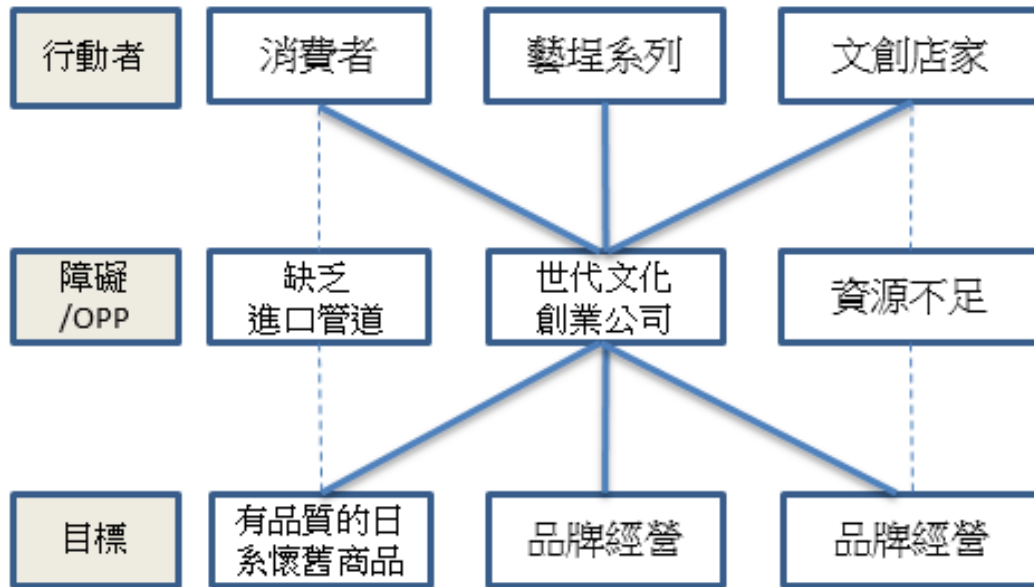 行動者
消費者
藝埕系列
文創店家
障礙
/OPP
缺乏
進口管道
世代文化
創業公司
資源不足
目標
有品質的日
系懷舊商品
品牌經營
品牌經營